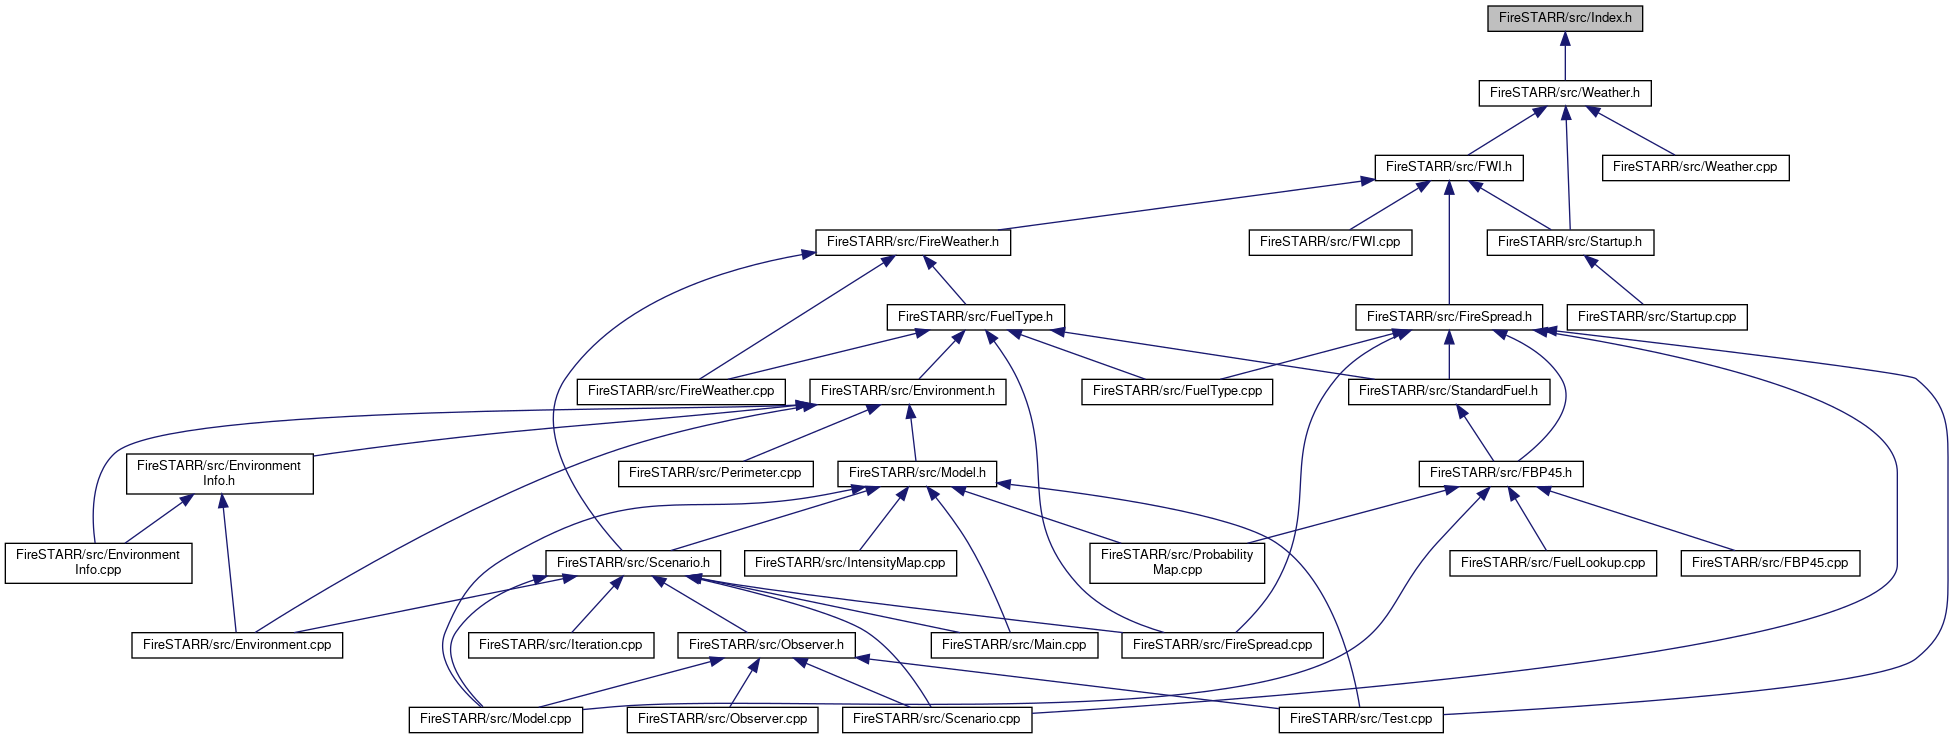 FireSTARR/src/Index.h
FireSTARR/src/Weather.h
FireSTARR/src/FWI.h
FireSTARR/src/Weather.cpp
FireSTARR/src/FireWeather.h
FireSTARR/src/FWI.cpp
FireSTARR/src/Startup.h
FireSTARR/src/FuelType.h
FireSTARR/src/FireSpread.h
FireSTARR/src/Startup.cpp
FireSTARR/src/FireWeather.cpp
FireSTARR/src/Environment.h
FireSTARR/src/FuelType.cpp
FireSTARR/src/StandardFuel.h
FireSTARR/src/Environment
Info.h
FireSTARR/src/Perimeter.cpp
FireSTARR/src/Model.h
FireSTARR/src/FBP45.h
FireSTARR/src/Environment
Info.cpp
FireSTARR/src/Scenario.h
FireSTARR/src/IntensityMap.cpp
FireSTARR/src/Probability
Map.cpp
FireSTARR/src/FuelLookup.cpp
FireSTARR/src/FBP45.cpp
FireSTARR/src/Environment.cpp
FireSTARR/src/Iteration.cpp
FireSTARR/src/Observer.h
FireSTARR/src/Main.cpp
FireSTARR/src/FireSpread.cpp
FireSTARR/src/Model.cpp
FireSTARR/src/Observer.cpp
FireSTARR/src/Scenario.cpp
FireSTARR/src/Test.cpp